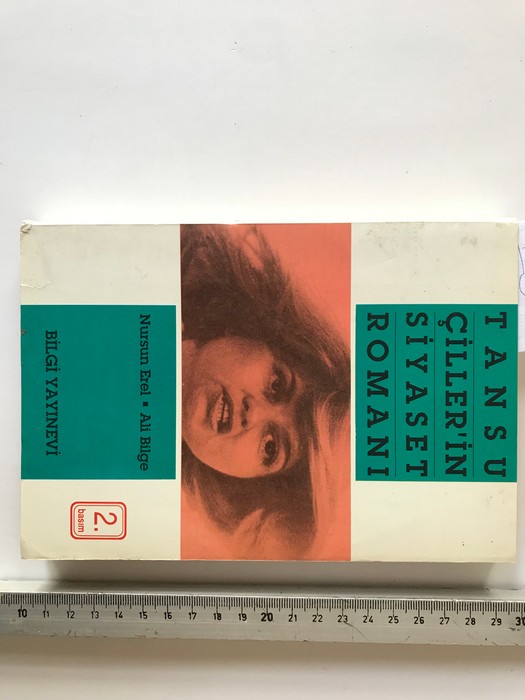 TANSU
ÇİLLER'İN
SİYASET
ROMANI
Nursun Erel ▪ Ali Bilge
BİLGİ YAYINEVİ
2.
basım
10 11 12 13 14 15 16 17 18 19 20 21 22 23 24 25 26 27 28 29 30